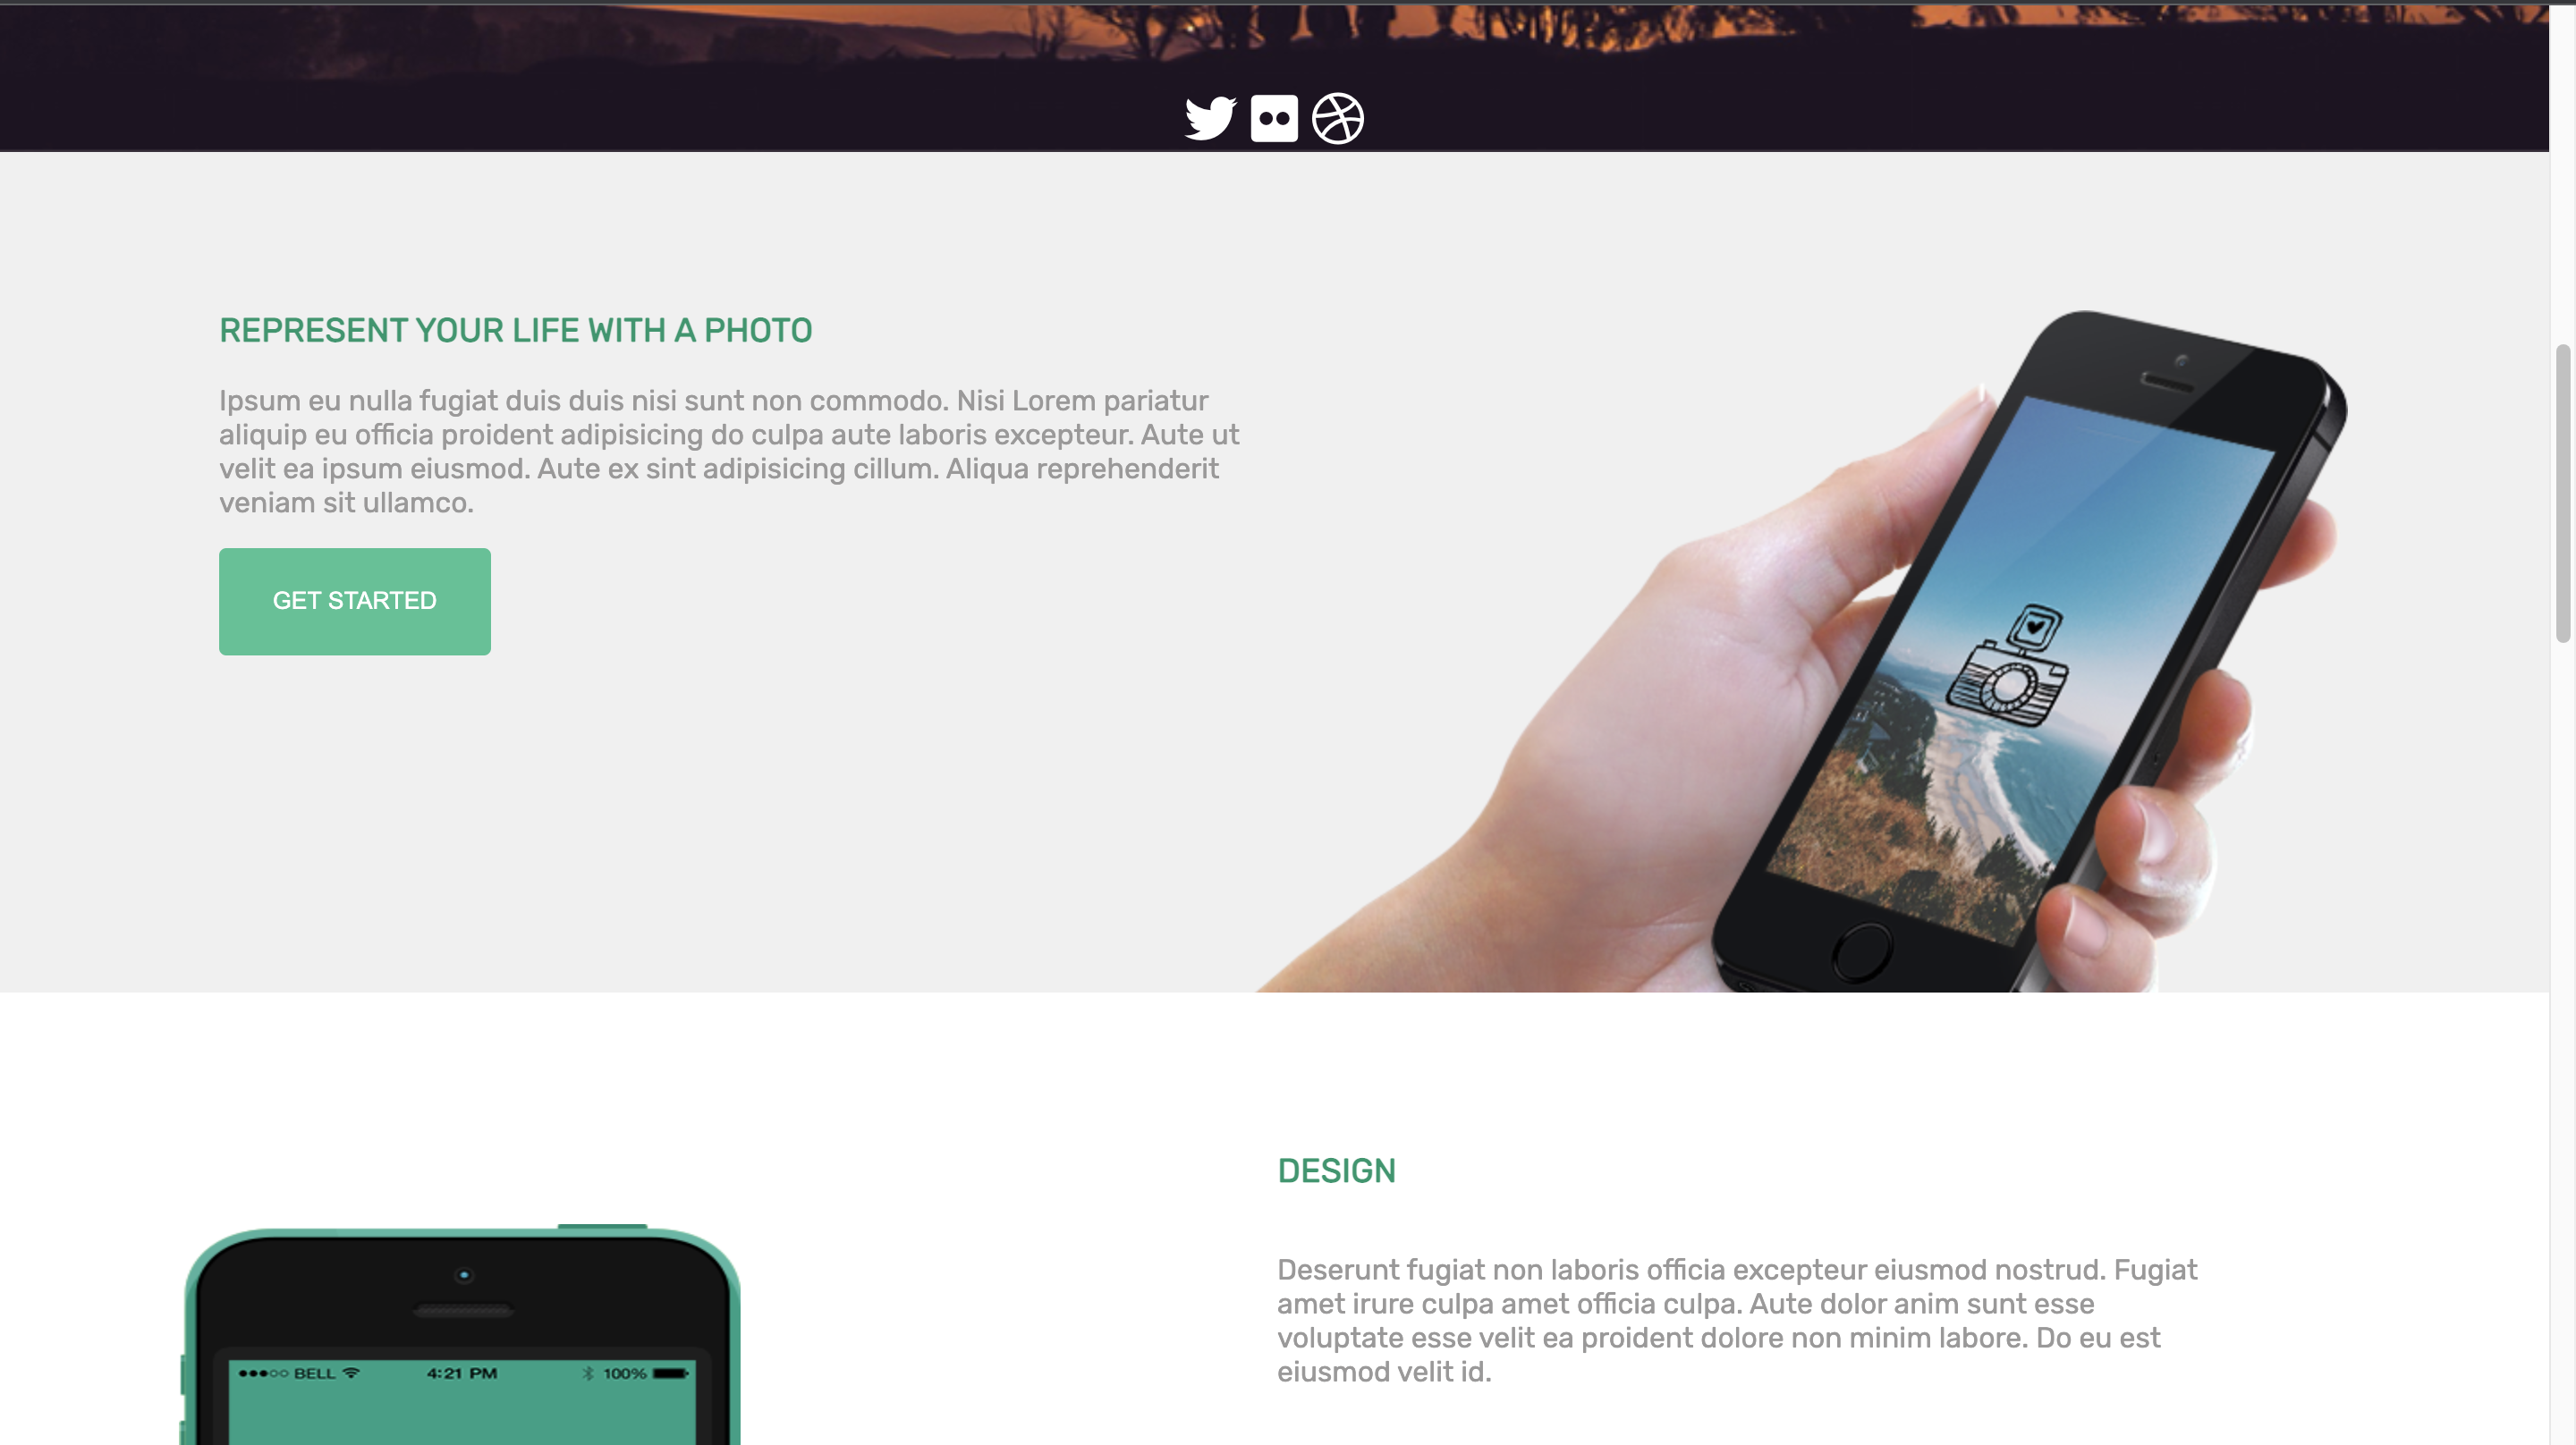 REPRESENT YOUR LIFE WITH A PHOTO
Ipsum eu nulla fugiat duis duis nisi sunt non commodo. Nisi Lorem pariatur
aliquip eu officia proident adipisicing do culpa aute laboris excepteur. Aute ut
velit ea ipsum eiusmod. Aute ex sint adipisicing cillum. Aliqua reprehenderit
veniam sit ullamco.
GET STARTED
DESIGN
Deserunt fugiat non laboris officia excepteur eiusmod nostrud. Fugiat
amet irure culpa amet officia culpa. Aute dolor anim sunt esse
voluptate esse velit ea proident dolore non minim labore. Do eu est
eiusmod velit id.
BELL 4:21 PM 100%